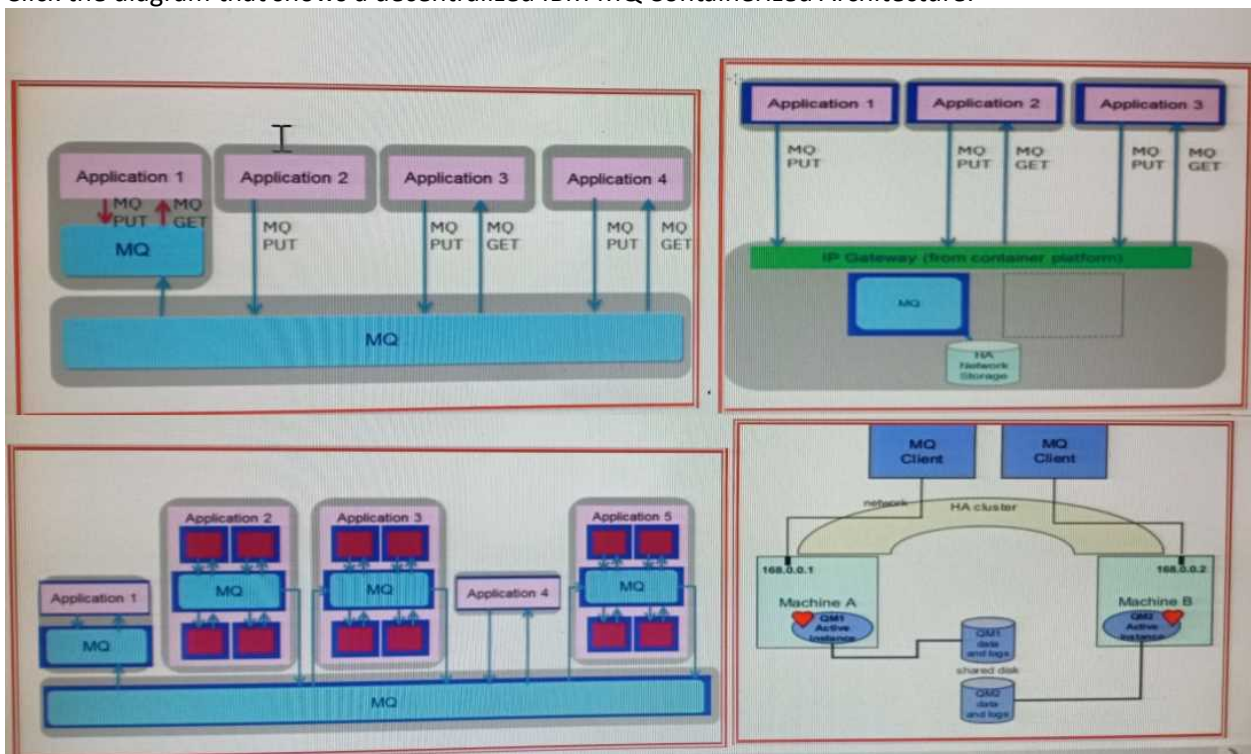 Click the diagram that shows a decentralized IBM MQ Containerized Architecture.
Application 1
Application 2
Application 3
Application 4
MQ PUT
MQ GET
MQ
MQ
PUT
MQ
PUT
MQ
GET
MQ
PUT
MQ
GET
MQ
Application 1
Application 2
Application 3
MQ
PUT
MQ
PUT
MQ
GET
MQ
PUT
MQ
GET
IP Gateway (from container platform)
MQ
HA
Network
Storage
Application 1
MQ
Application 2
MQ
Application 3
MQ
Application 4
Application 5
MQ
MQ
MQ
Client
MQ
Client
network
HA cluster
168.0.0.1
168.0.0.2
Machine A
QM1
Active
instance
Machine B
QM2
Active
instance
QM1
data
and logs
shared disk
QM2
data
and logs